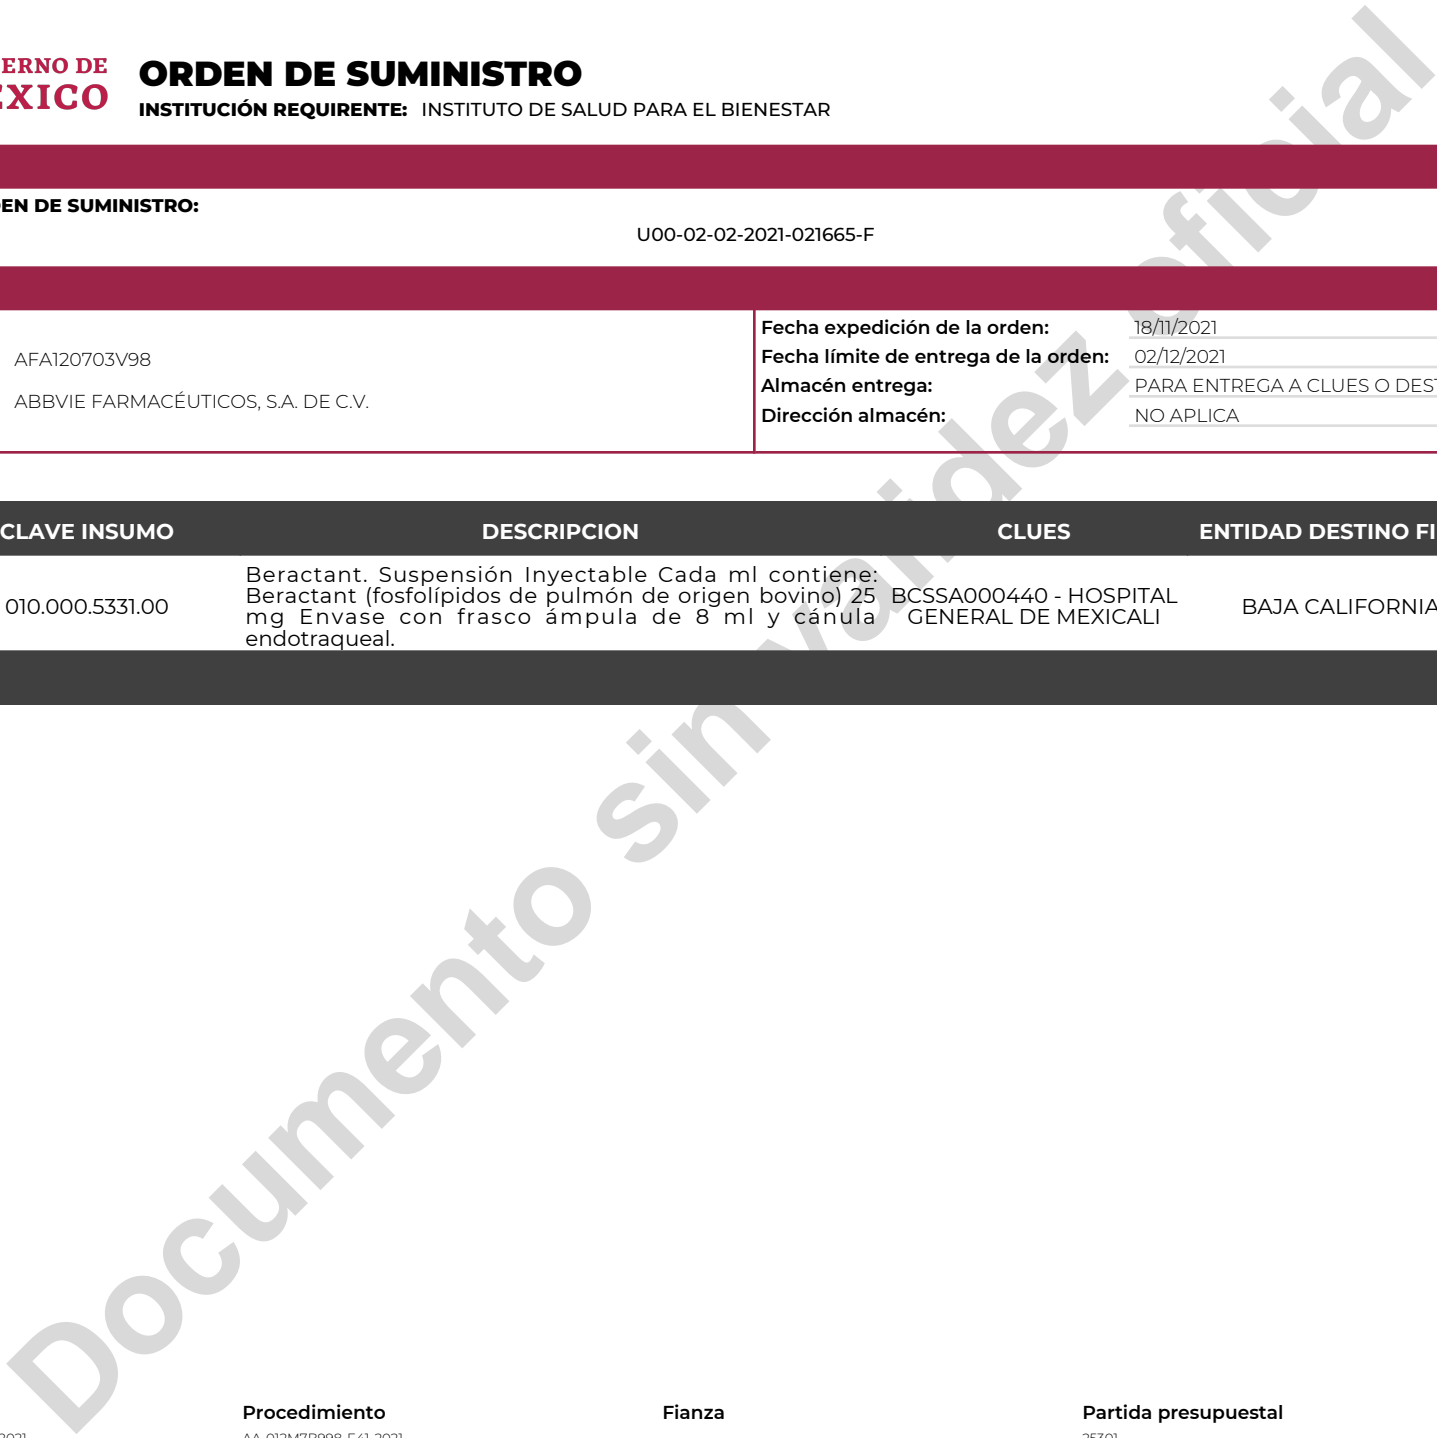 ERNO DE
ÉXICO
ORDEN DE SUMINISTRO
INSTITUCIÓN REQUIRENTE: INSTITUTO DE SALUD PARA EL BIENESTAR
EN DE SUMINISTRO:
U00-02-02-2021-021665-F
AFA120703V98
ABBVIE FARMACÉUTICOS, S.A. DE C.V.
Fecha expedición de la orden: 18/11/2021
Fecha límite de entrega de la orden: 02/12/2021
Almacén entrega: PARA ENTREGA A CLUES O DEST
Dirección almacén: NO APLICA
CLAVE INSUMO DESCRIPCION CLUES ENTIDAD DESTINO FI
010.000.5331.00
Beractant. Suspensión Inyectable Cada ml contiene:
Beractant (fosfolípidos de pulmón de origen bovino) 25
mg Envase con frasco ámpula de 8 ml y cánula
endotraqueal.
BCSSA000440 - HOSPITAL
GENERAL DE MEXICALI
BAJA CALIFORNIA
Documento sin validez oficial
Procedimiento Fianza Partida presupuestal